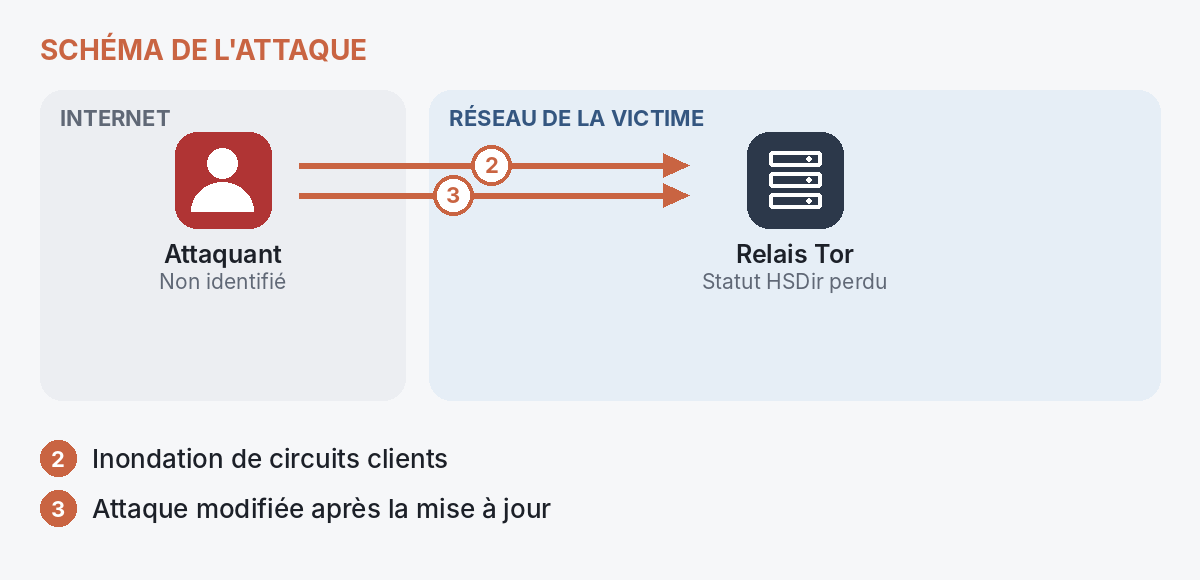 SCHÉMA DE L'ATTAQUE
INTERNET
RÉSEAU DE LA VICTIME
2
3
Attaquant
Non identifié
Relais Tor
Statut HSDir perdu
2 Inondation de circuits clients
3 Attaque modifiée après la mise à jour